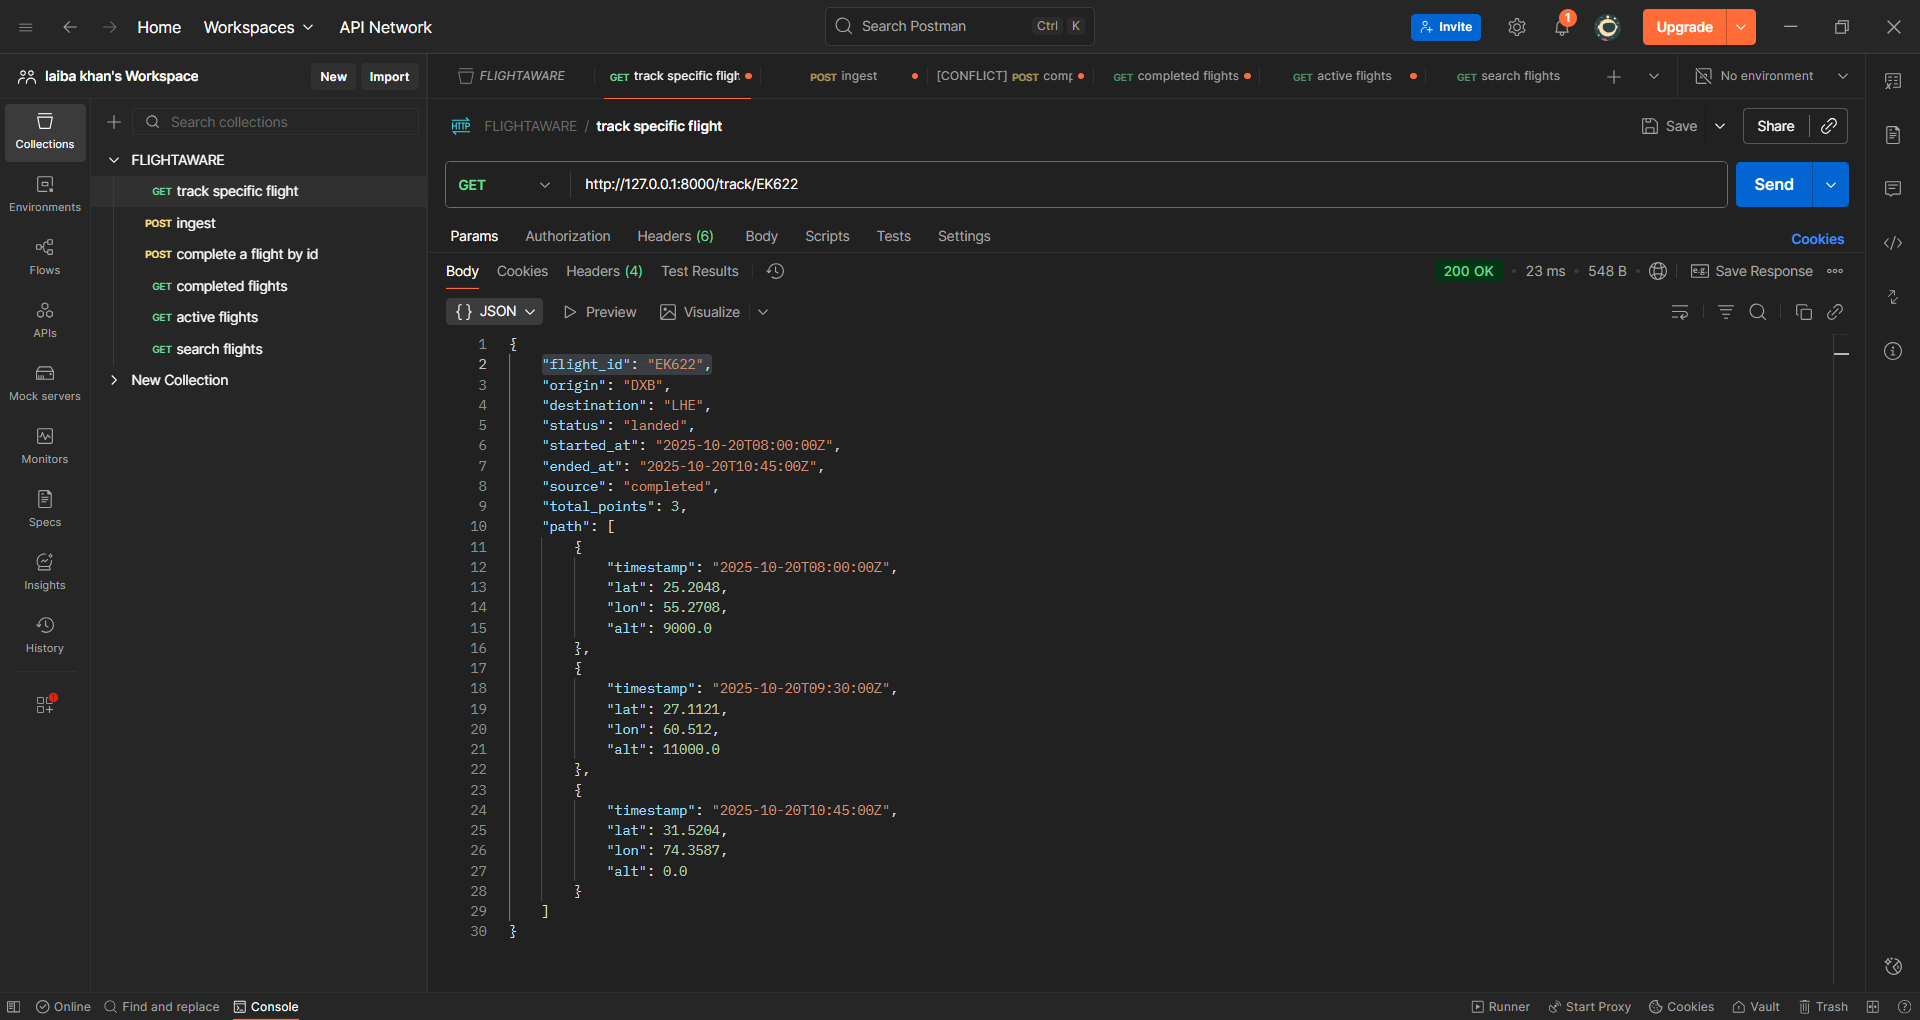 Home Workspaces API Network Search Postman Ctrl K Invite 1 Upgrade
laiba khan's Workspace New Import
FLIGHTAWARE GET track specific fligh POST ingest [CONFLICT] POST comp GET completed flights GET active flights GET search flights No environment
Collections
Environments
Flows
APIs
Mock servers
Monitors
Specs
Insights
History
Search collections
FLIGHTAWARE
GET track specific flight
POST ingest
POST complete a flight by id
GET completed flights
GET active flights
GET search flights
New Collection
HTTP FLIGHTAWARE / track specific flight Save Share
GET http://127.0.0.1:8000/track/EK622 Send
Params Authorization Headers (6) Body Scripts Tests Settings Cookies
Body Cookies Headers (4) Test Results 200 OK 23 ms 548 B e.g. Save Response
{} JSON Preview Visualize
1 {
2 "flight_id": "EK622",
3 "origin": "DXB",
4 "destination": "LHE",
5 "status": "landed",
6 "started_at": "2025-10-20T08:00:00Z",
7 "ended_at": "2025-10-20T10:45:00Z",
8 "source": "completed",
9 "total_points": 3,
10 "path": [
11 {
12 "timestamp": "2025-10-20T08:00:00Z",
13 "lat": 25.2048,
14 "lon": 55.2708,
15 "alt": 9000.0
16 },
17 {
18 "timestamp": "2025-10-20T09:30:00Z",
19 "lat": 27.1121,
20 "lon": 60.512,
21 "alt": 11000.0
22 },
23 {
24 "timestamp": "2025-10-20T10:45:00Z",
25 "lat": 31.5204,
26 "lon": 74.3587,
27 "alt": 0.0
28 }
29 ]
30 }
Online Find and replace Console Runner Start Proxy Cookies Vault Trash